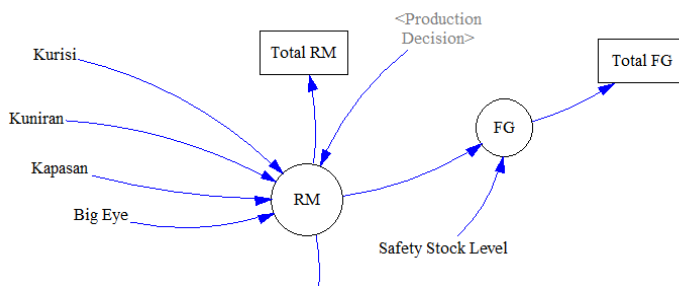 <Production
Decision>
Kurisi
Total RM
Total FG
Kuniran
FG
Kapasan
RM
Big Eye
Safety Stock Level